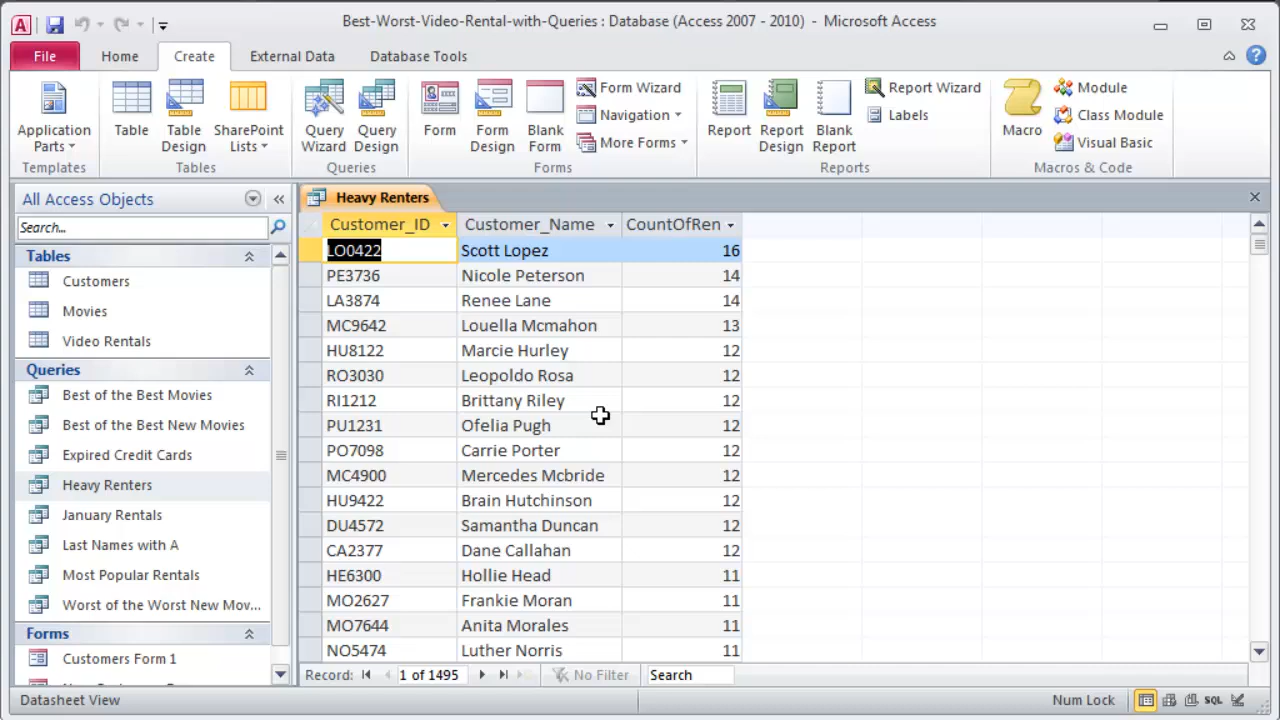 Best-Worst-Video-Rental-with-Queries : Database (Access 2007 - 2010) - Microsoft Access
File Home Create External Data Database Tools
Application Parts
Table
Table Design
SharePoint Lists
Query Wizard
Query Design
Form
Form Design
Blank Form
Form Wizard
Navigation
More Forms
Report
Report Design
Blank Report
Report Wizard
Labels
Macro
Module
Class Module
Visual Basic
Templates Tables Queries Forms Reports Macros & Code
All Access Objects
Search...
Tables
Customers
Movies
Video Rentals
Queries
Best of the Best Movies
Best of the Best New Movies
Expired Credit Cards
Heavy Renters
January Rentals
Last Names with A
Most Popular Rentals
Worst of the Worst New Mov...
Forms
Customers Form 1
Heavy Renters
Customer_ID Customer_Name CountOfRen
LO0422 Scott Lopez 16
PE3736 Nicole Peterson 14
LA3874 Renee Lane 14
MC9642 Louella Mcmahon 13
HU8122 Marcie Hurley 12
RO3030 Leopoldo Rosa 12
RI1212 Brittany Riley 12
PU1231 Ofelia Pugh 12
PO7098 Carrie Porter 12
MC4900 Mercedes Mcbride 12
HU9422 Brain Hutchinson 12
DU4572 Samantha Duncan 12
CA2377 Dane Callahan 12
HE6300 Hollie Head 11
MO2627 Frankie Moran 11
MO7644 Anita Morales 11
NO5474 Luther Norris 11
Record: 1 of 1495 No Filter Search
Datasheet View Num Lock SQL